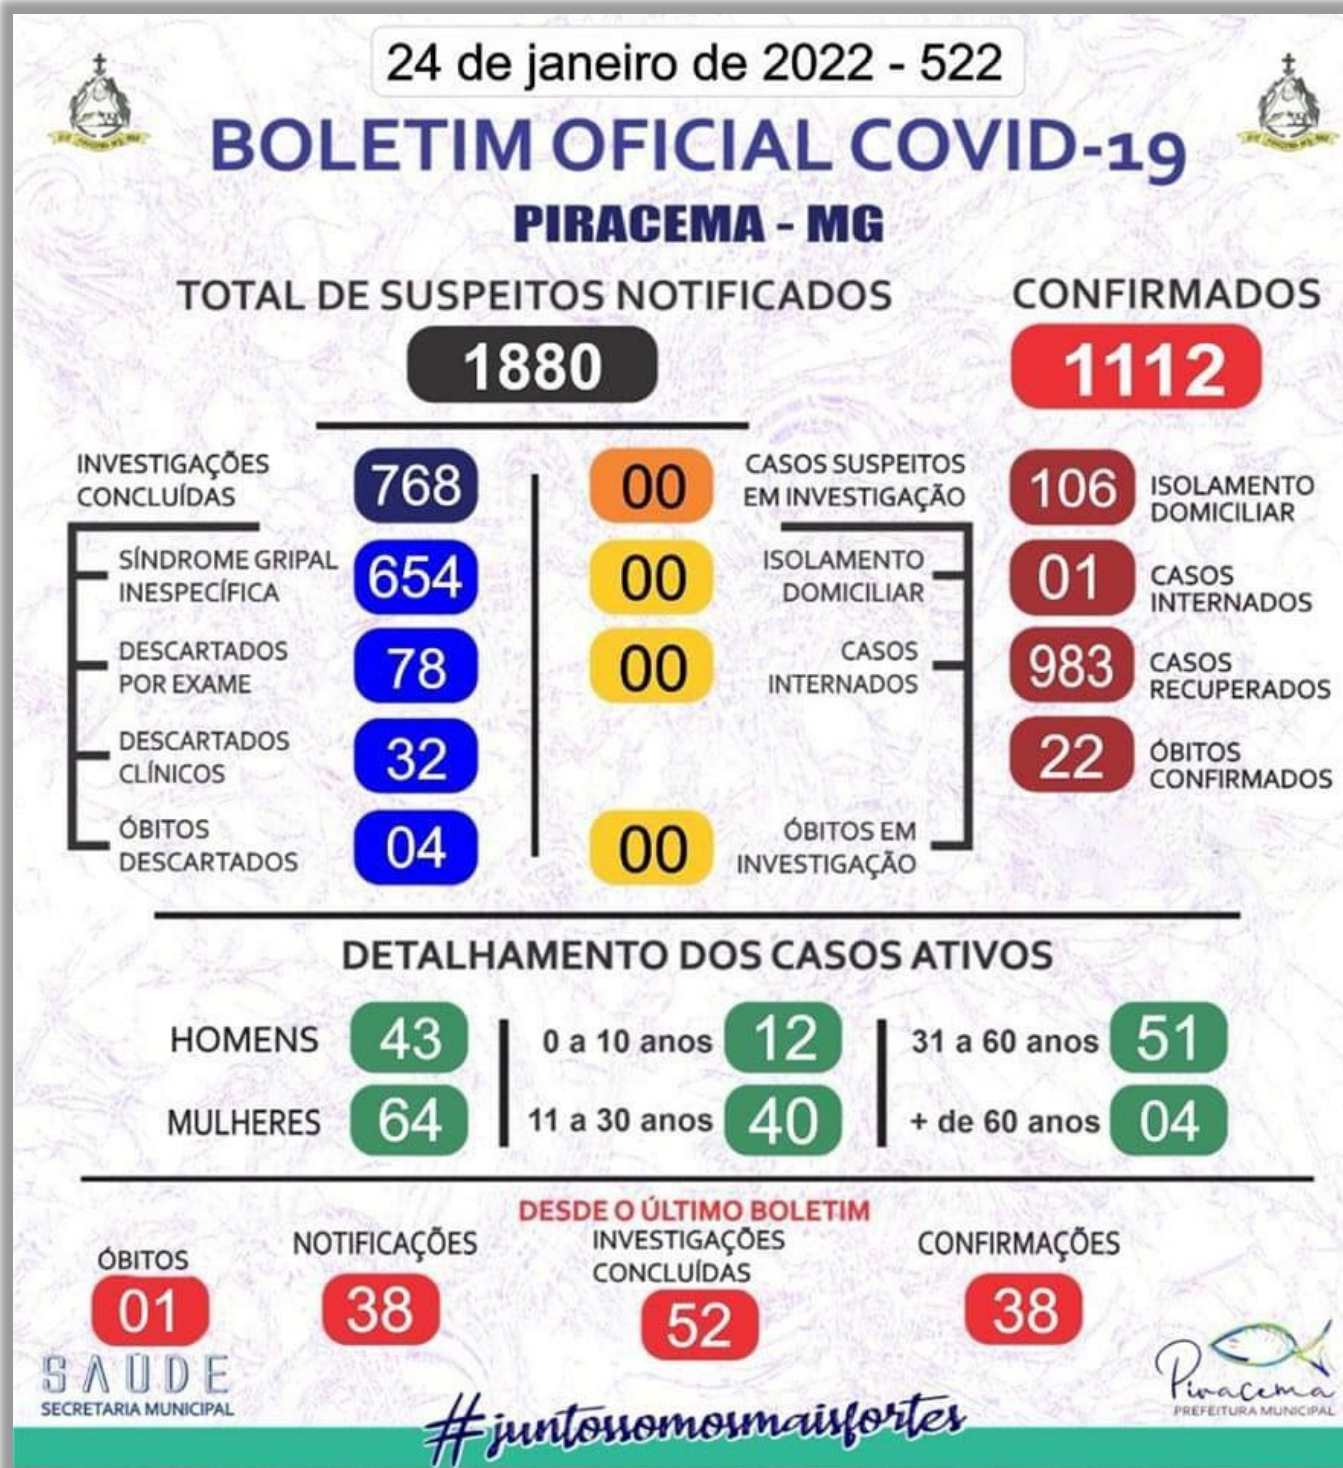 24 de janeiro de 2022 - 522
BOLETIM OFICIAL COVID-19
PIRACEMA - MG
TOTAL DE SUSPEITOS NOTIFICADOS
1880
CONFIRMADOS
1112
INVESTIGAÇÕES
CONCLUÍDAS
768
SÍNDROME GRIPAL
INESPECÍFICA
654
DESCARTADOS
POR EXAME
78
DESCARTADOS
CLÍNICOS
32
ÓBITOS
DESCARTADOS
04
00
CASOS SUSPEITOS
EM INVESTIGAÇÃO
00
ISOLAMENTO
DOMICILIAR
00
CASOS
INTERNADOS
00
ÓBITOS EM
INVESTIGAÇÃO
106
ISOLAMENTO
DOMICILIAR
01
CASOS
INTERNADOS
983
CASOS
RECUPERADOS
22
ÓBITOS
CONFIRMADOS
DETALHAMENTO DOS CASOS ATIVOS
HOMENS 43
MULHERES 64
0 a 10 anos 12
11 a 30 anos 40
31 a 60 anos 51
+ de 60 anos 04
DESDE O ÚLTIMO BOLETIM
ÓBITOS
01
NOTIFICAÇÕES
38
INVESTIGAÇÕES
CONCLUÍDAS
52
CONFIRMAÇÕES
38
SAÚDE
SECRETARIA MUNICIPAL
#juntossomosmaisfortes
Piracema
PREFEITURA MUNICIPAL